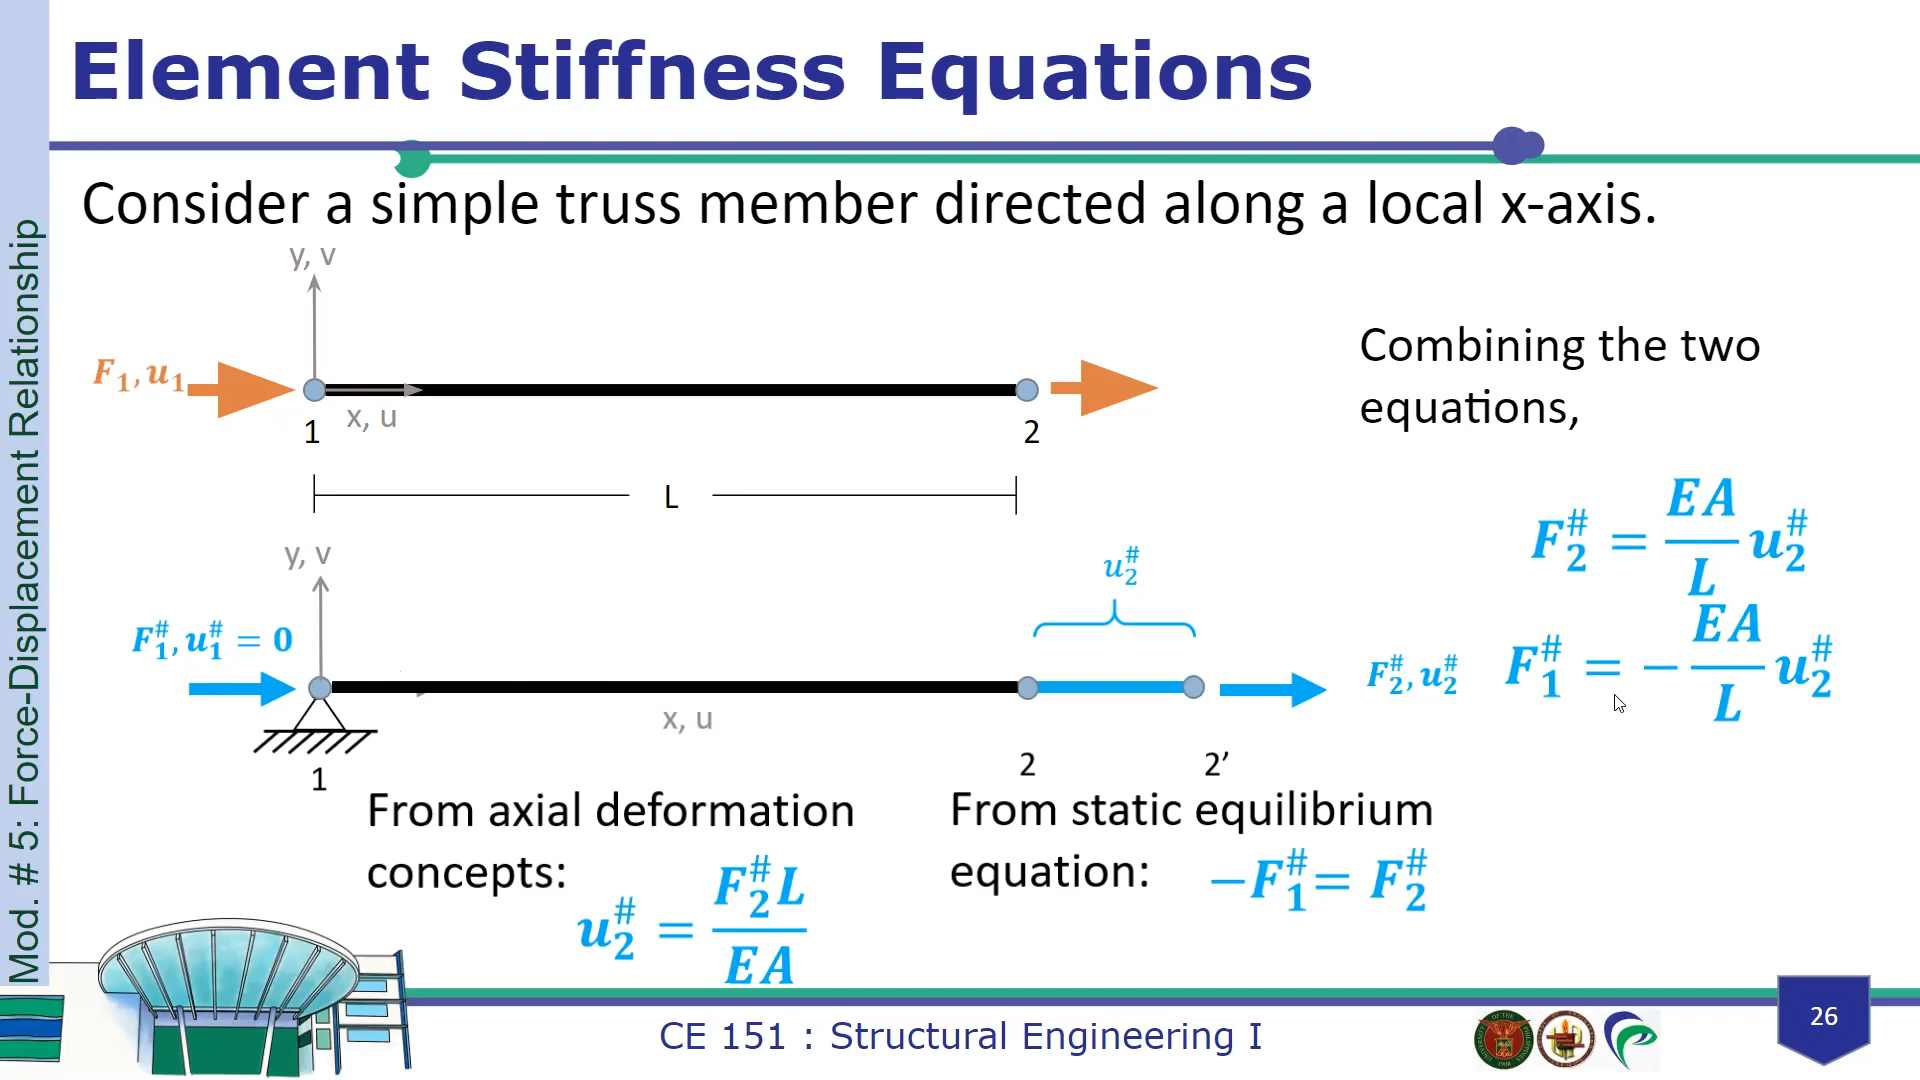 Element Stiffness Equations
Mod. # 5: Force-Displacement Relationship
Consider a simple truss member directed along a local x-axis.
y, v
F₁, u₁
x, u
1
2
L
Combining the two
equations,
F₂^# = EA/L u₂^#
F₁^# = − EA/L u₂^#
y, v
u₂^#
F₁^#, u₁^# = 0
F₂^#, u₂^#
x, u
1
2
2’
From axial deformation
concepts:
u₂^# = F₂^# L/EA
From static equilibrium
equation:
−F₁^# = F₂^#
CE 151 : Structural Engineering I
26